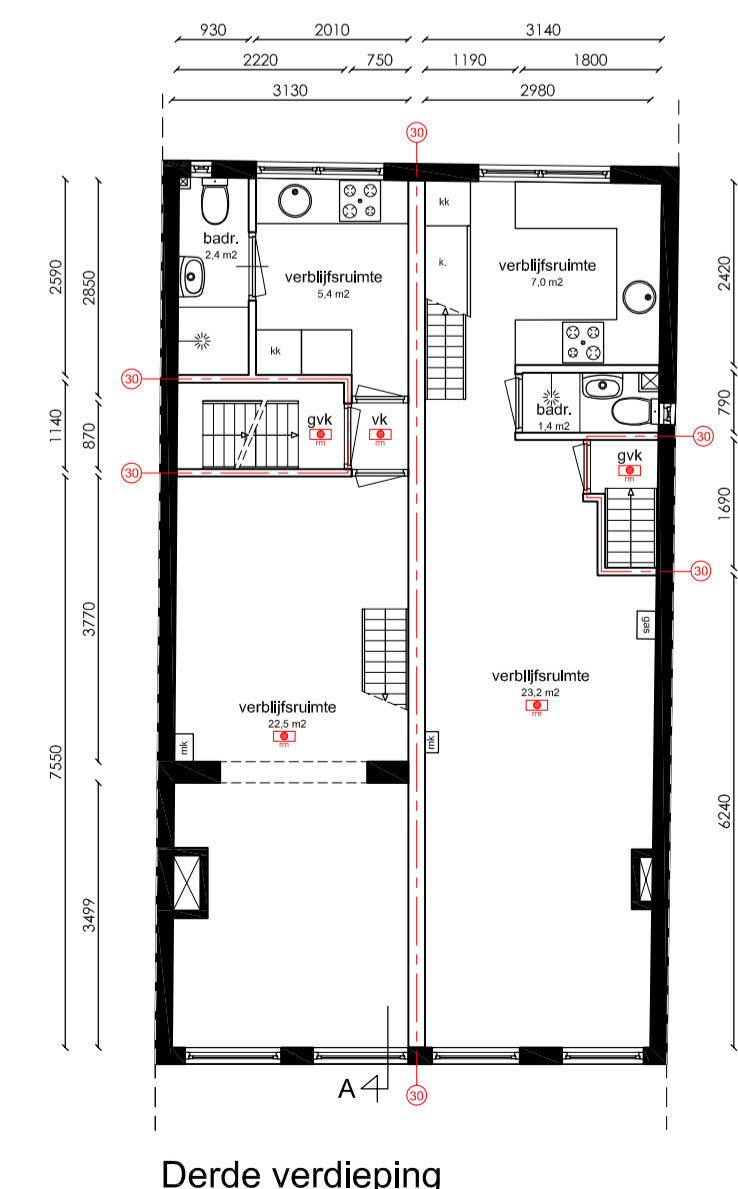 930 2010 3140
2220 750 1190 1800
3130 2980
30
kk
badr.
2,4 m2
k.
verblijfsruimte
7,0 m2
verblijfsruimte
5,4 m2
2590
2850
2420
kk
30
790
badr.
1,4 m2
1140
870
gvk
rm
vk
rm
30
gvk
rm
30
1690
30
gas
3770
verblijfsruimte
23,2 m2
rm
verblijfsruimte
22,5 m2
rm
mk
mk
7550
6240
3499
A
30
Derde verdieping